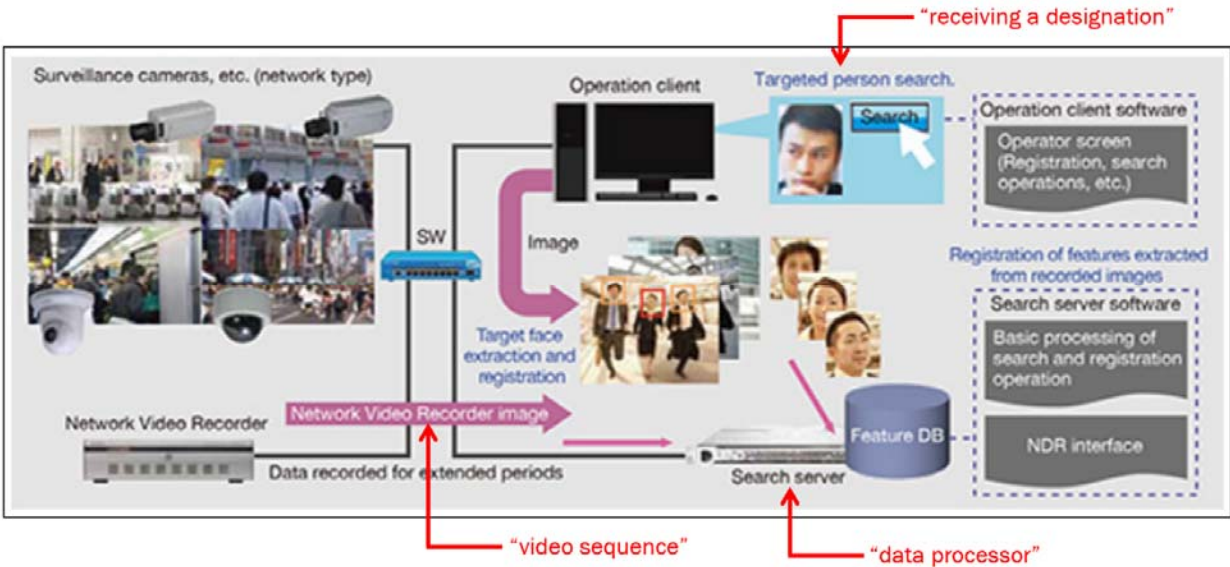 “receiving a designation”
Surveillance cameras, etc. (network type)
Operation client
Targeted person search.
Search
Operation client software
Operator screen
(Registration, search
operations, etc.)
SW
Image
Target face
extraction and
registration
Registration of features extracted
from recorded images
Search server software
Basic processing of
search and registration
operation
NDR interface
Network Video Recorder
Network Video Recorder image
Data recorded for extended periods
Search server
Feature DB
“video sequence”
“data processor”